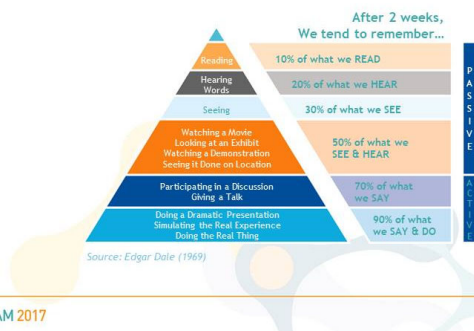 After 2 weeks,
We tend to remember...
Reading
10% of what we READ
Hearing
Words
20% of what we HEAR
Seeing
30% of what we SEE
Watching a Movie
Looking at an Exhibit
Watching a Demonstration
Seeing it Done on Location
50% of what we
SEE & HEAR
PASSIVE
Participating in a Discussion
Giving a Talk
70% of what
we SAY
Doing a Dramatic Presentation
Simulating the Real Experience
Doing the Real Thing
90% of what
we SAY & DO
ACTIVE
Source: Edgar Dale (1969)
AM 2017